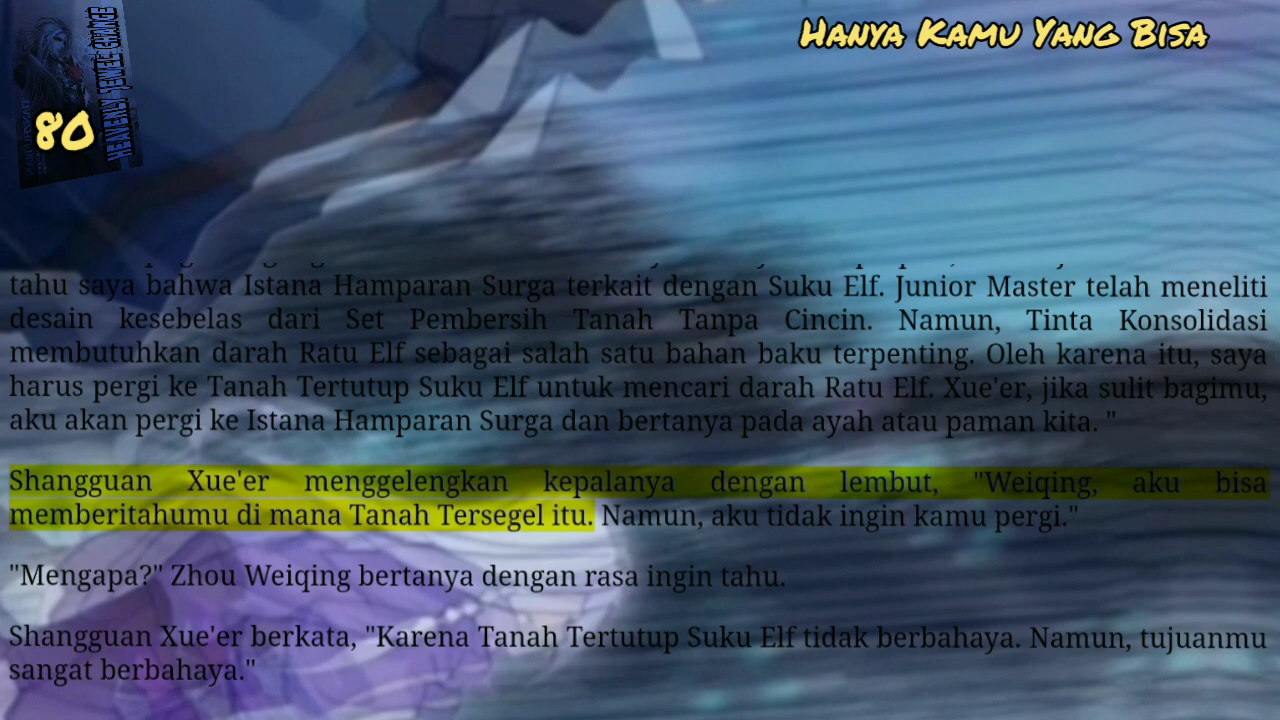 Hanya Kamu Yang Bisa
HEAVENLY JEWEL CHANGE
80
tahu saya bahwa Istana Hamparan Surga terkait dengan Suku Elf. Junior Master telah meneliti
desain kesebelas dari Set Pembersih Tanah Tanpa Cincin. Namun, Tinta Konsolidasi
membutuhkan darah Ratu Elf sebagai salah satu bahan baku terpenting. Oleh karena itu, saya
harus pergi ke Tanah Tertutup Suku Elf untuk mencari darah Ratu Elf. Xue'er, jika sulit bagimu,
aku akan pergi ke Istana Hamparan Surga dan bertanya pada ayah atau paman kita. "
Shangguan Xue'er menggelengkan kepalanya dengan lembut, "Weiqing, aku bisa
memberitahumu di mana Tanah Tersegel itu. Namun, aku tidak ingin kamu pergi."
"Mengapa?" Zhou Weiqing bertanya dengan rasa ingin tahu.
Shangguan Xue'er berkata, "Karena Tanah Tertutup Suku Elf tidak berbahaya. Namun, tujuanmu
sangat berbahaya."